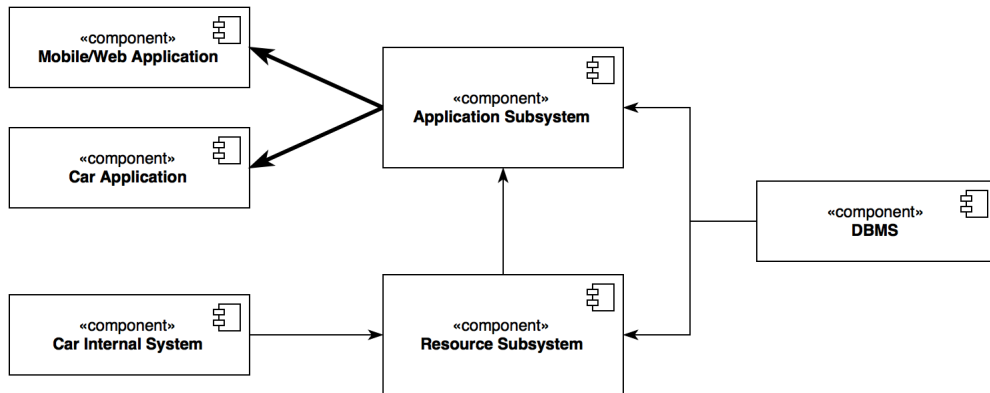 «component»
Mobile/Web Application
«component»
Application Subsystem
«component»
Car Application
«component»
DBMS
«component»
Car Internal System
«component»
Resource Subsystem